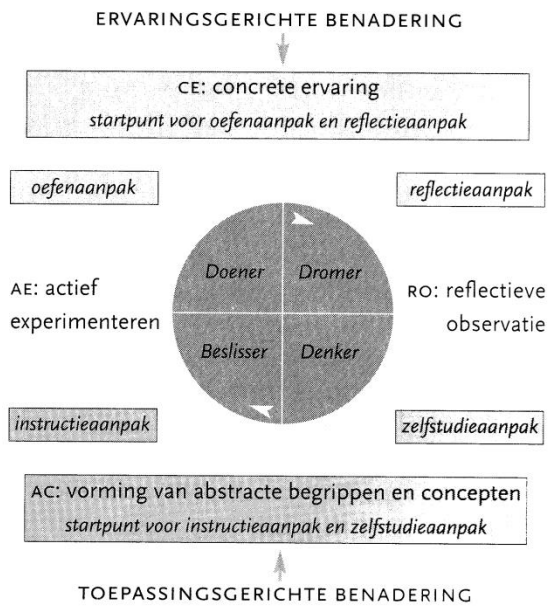 ERVARINGSGERICHTE BENADERING
CE: concrete ervaring
startpunt voor oefenaanpak en reflectieaanpak
oefenaanpak
reflectieaanpak
Doener
Dromer
AE: actief
experimenteren
RO: reflectieve
observatie
Beslisser
Denker
instructieaanpak
zelfstudieaanpak
AC: vorming van abstracte begrippen en concepten
startpunt voor instructieaanpak en zelfstudieaanpak
TOEPASSINGSGERICHTE BENADERING